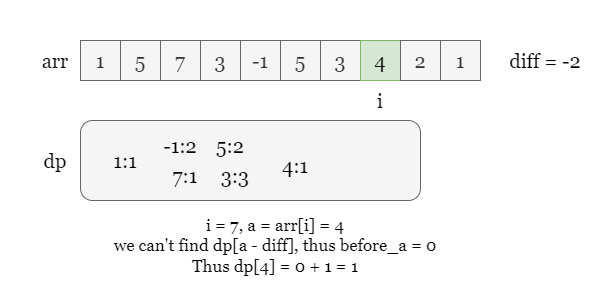 arr 1 5 7 3 -1 5 3 4 2 1 diff = -2
i
dp
-1:2 5:2
1:1 4:1
7:1 3:3
i = 7, a = arr[i] = 4
we can't find dp[a - diff], thus before_a = 0
Thus dp[4] = 0 + 1 = 1